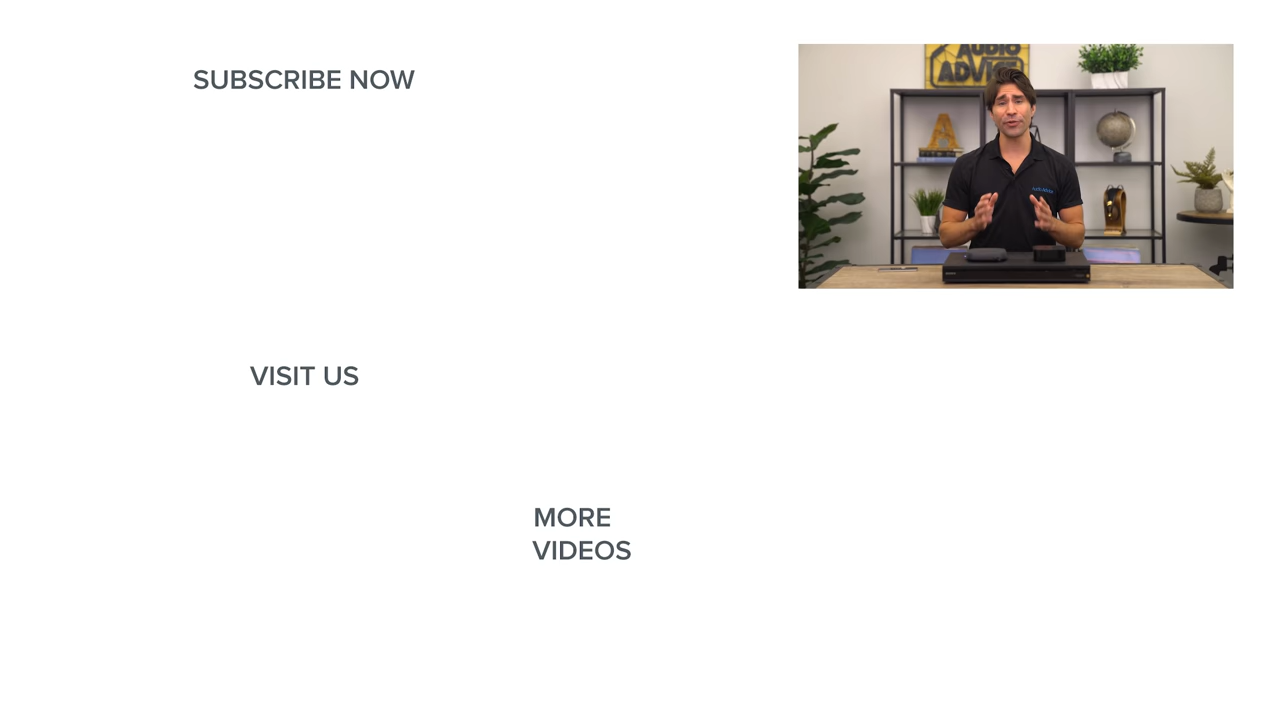 SUBSCRIBE NOW
AUDIO
ADVICE
VISIT US
MORE
VIDEOS